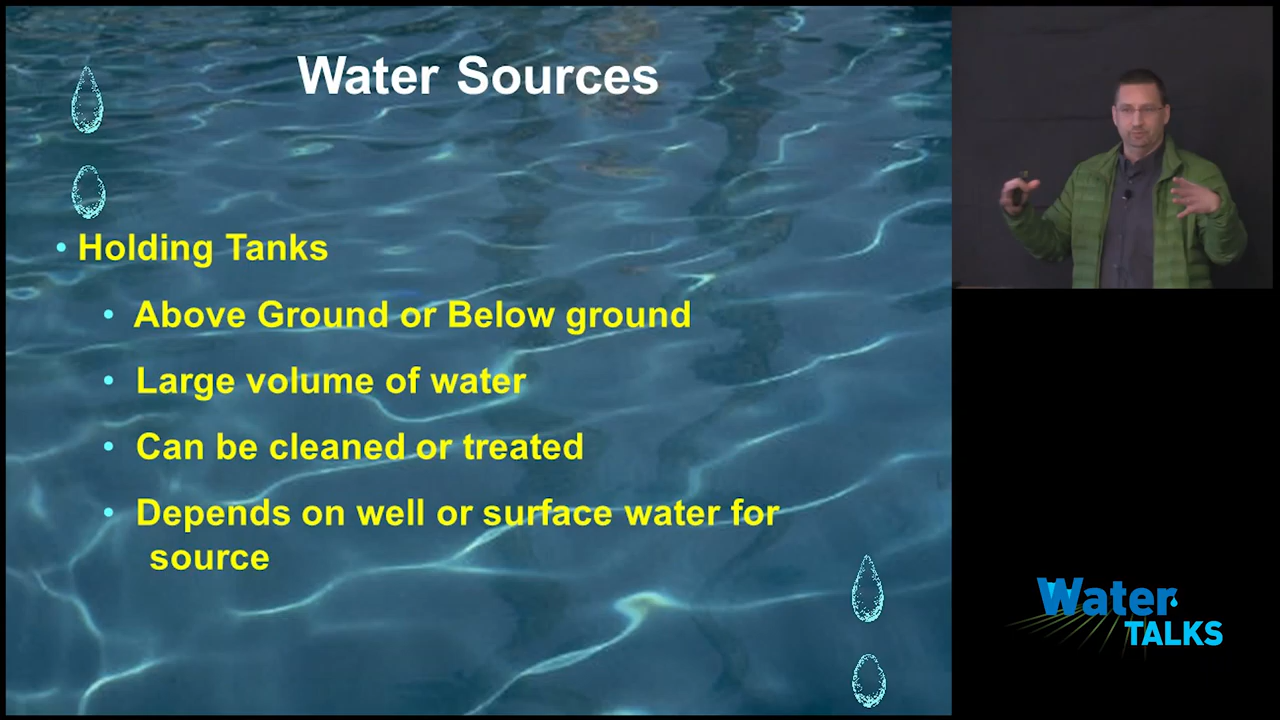 Water Sources
• Holding Tanks
• Above Ground or Below ground
• Large volume of water
• Can be cleaned or treated
• Depends on well or surface water for
source
Water
TALKS